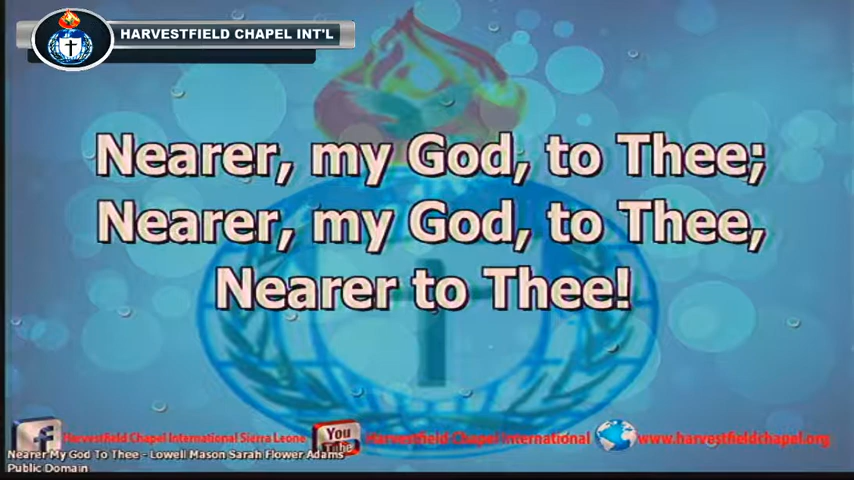 HARVESTFIELD CHAPEL INT'L
Nearer, my God, to Thee;
Nearer, my God, to Thee,
Nearer to Thee!
Harvestfield Chapel International Sierra Leone
You Tube
Harvestfield Chapel International
www.harvestfieldchapel.org
Nearer My God To Thee - Lowell Mason Sarah Flower Adams
Public Domain